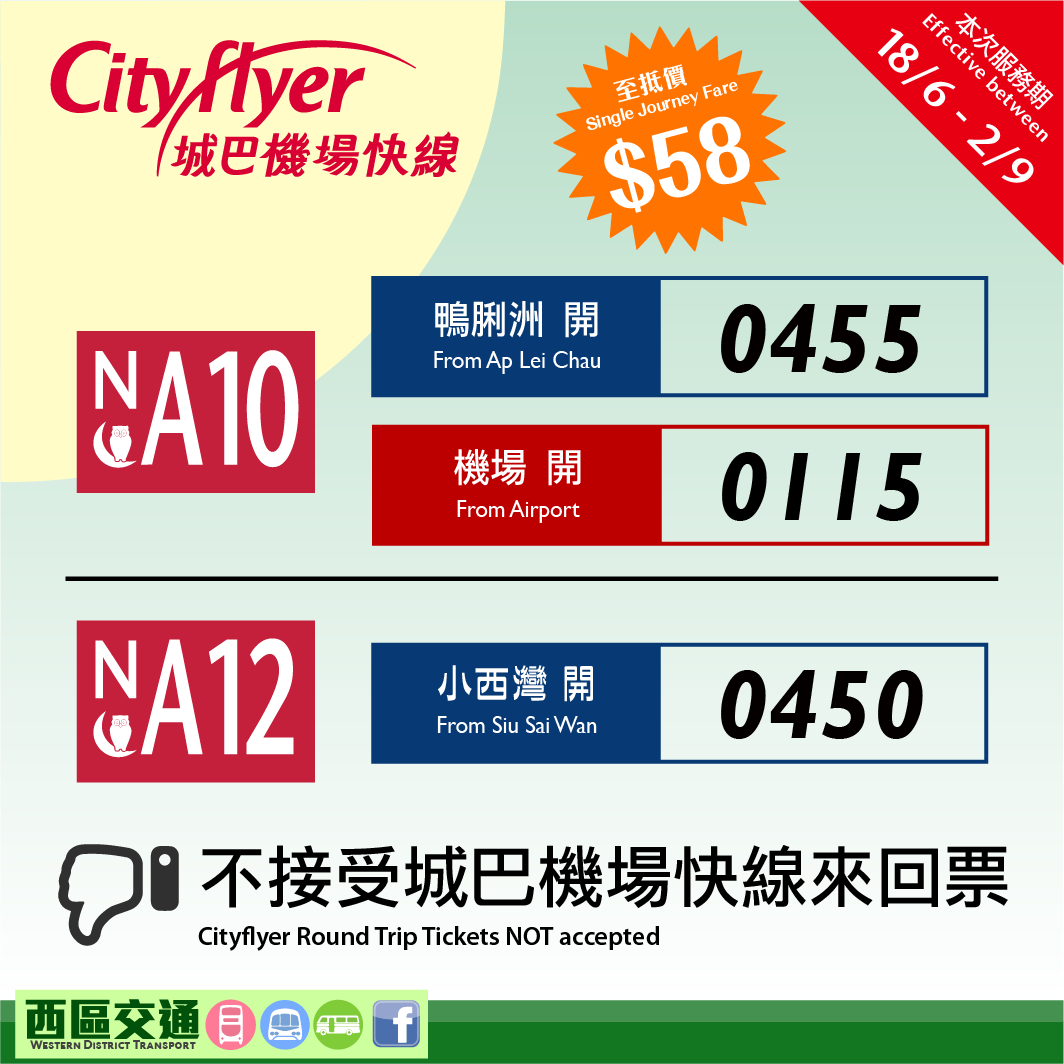 Cityflyer
城巴機場快線
至抵價
Single Journey Fare
$58
本次服務期
Effective between
18/6 - 2/9
NA10
鴨脷洲 開
From Ap Lei Chau
0455
機場 開
From Airport
0115
NA12
小西灣 開
From Siu Sai Wan
0450
不接受城巴機場快線來回票
Cityflyer Round Trip Tickets NOT accepted
西區交通
WESTERN DISTRICT TRANSPORT
f